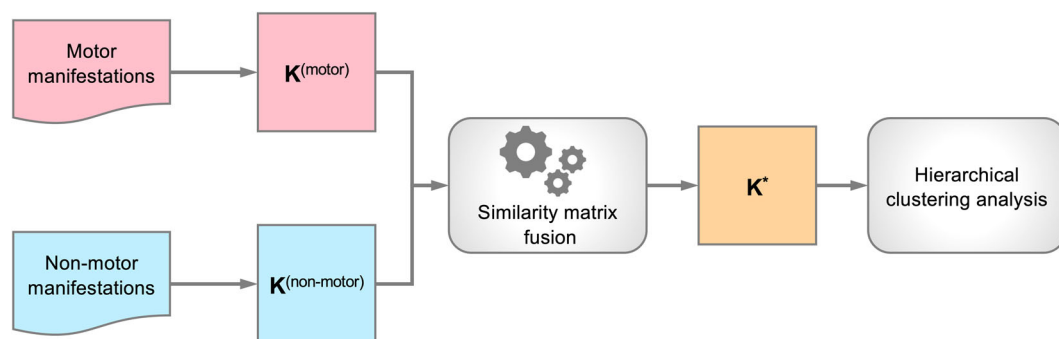 Motor
manifestations
K(motor)
Non-motor
manifestations
K(non-motor)
Similarity matrix
fusion
K*
Hierarchical
clustering analysis